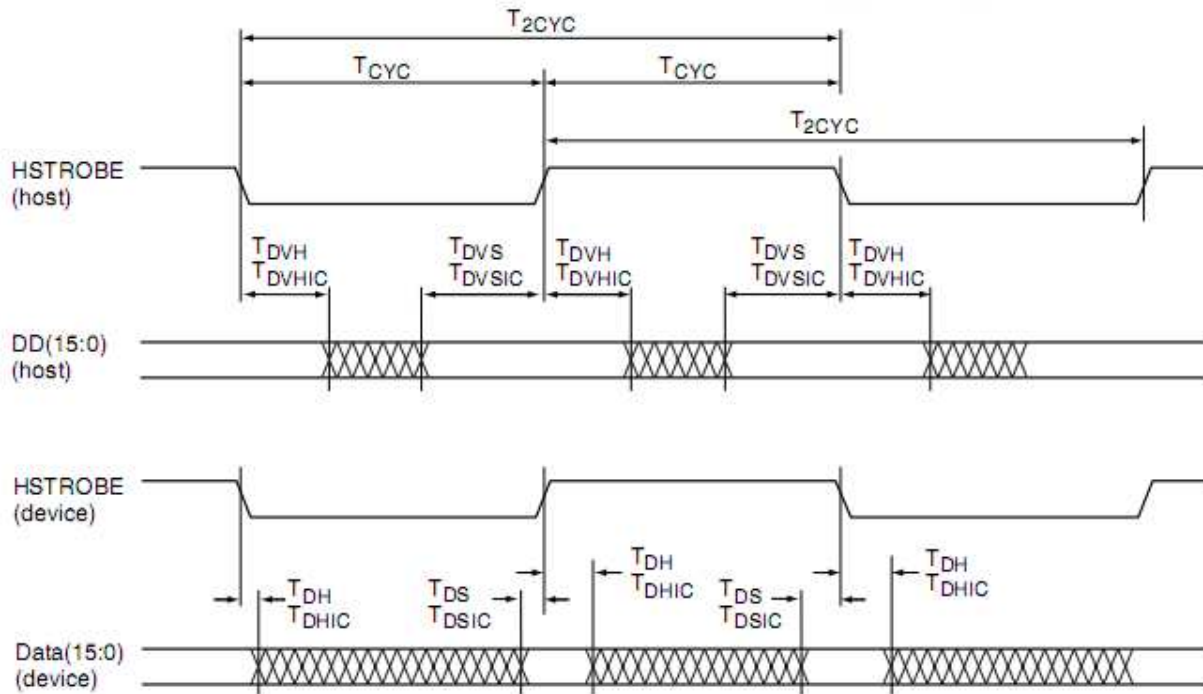 T2CYC
TCYC TCYC
T2CYC
HSTROBE
(host)
TDVH TDVS TDVH TDVS TDVH
TDVHIC TDVSIC TDVHIC TDVSIC TDVHIC
DD(15:0)
(host)
HSTROBE
(device)
TDH TDH
TDHIC TDHIC
TDH TDS TDS
TDHIC TDSIC TDSIC
Data(15:0)
(device)